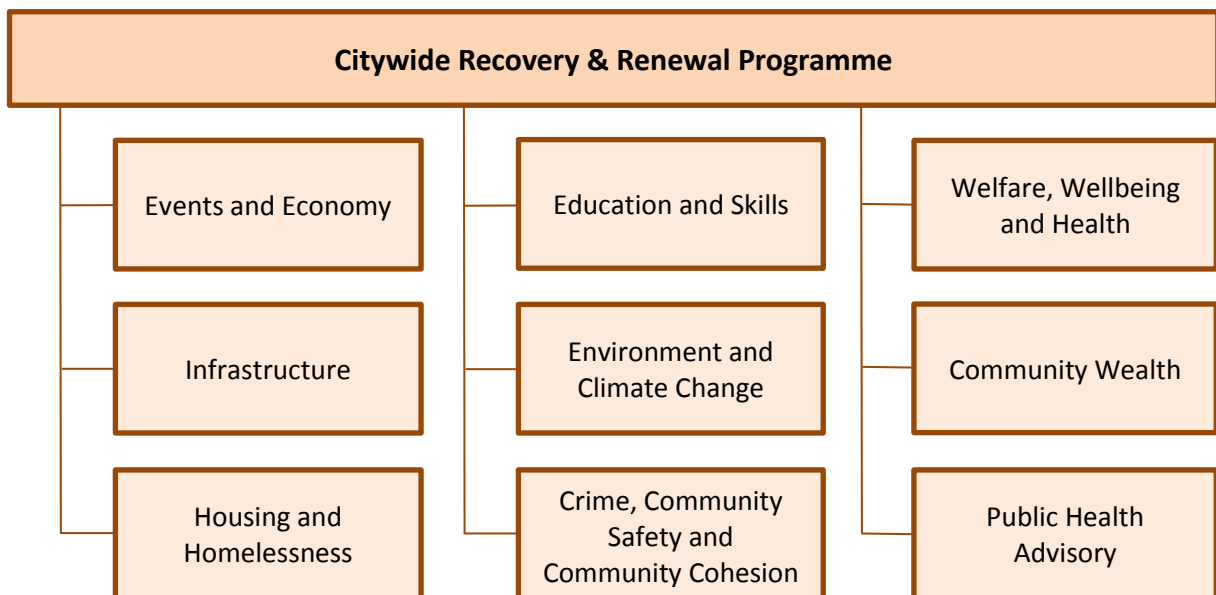 Citywide Recovery & Renewal Programme
Events and Economy
Education and Skills
Welfare, Wellbeing
and Health
Infrastructure
Environment and
Climate Change
Community Wealth
Housing and
Homelessness
Crime, Community
Safety and
Community Cohesion
Public Health
Advisory